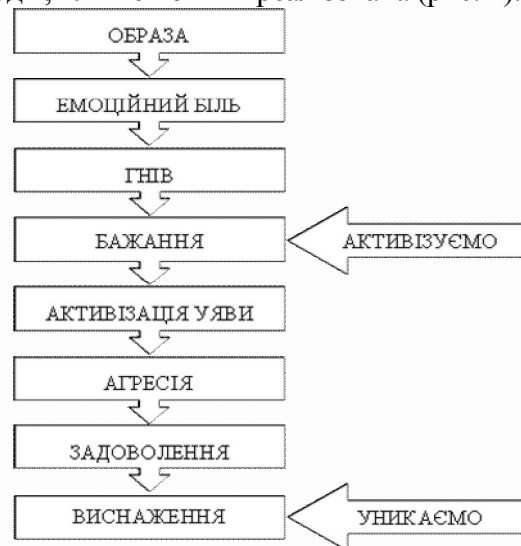 ОБРАЗА
ЕМОЦІЙНИЙ БІЛЬ
ГНІВ
БАЖАННЯ
АКТИВІЗУЄМО
АКТИВІЗАЦІЯ УЯВИ
АГРЕСІЯ
ЗАДОВОЛЕННЯ
ВИСНАЖЕННЯ
УНИКАЄМО